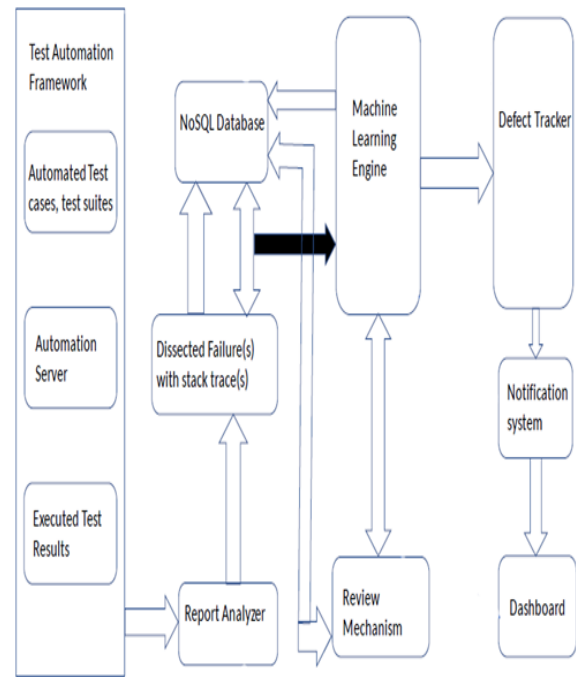 Test Automation
Framework
Automated Test
cases, test suites
Automation
Server
Executed Test
Results
NoSQL Database
Dissected Failure(s)
with stack trace(s)
Report Analyzer
Machine
Learning
Engine
Review
Mechanism
Defect Tracker
Notification
system
Dashboard